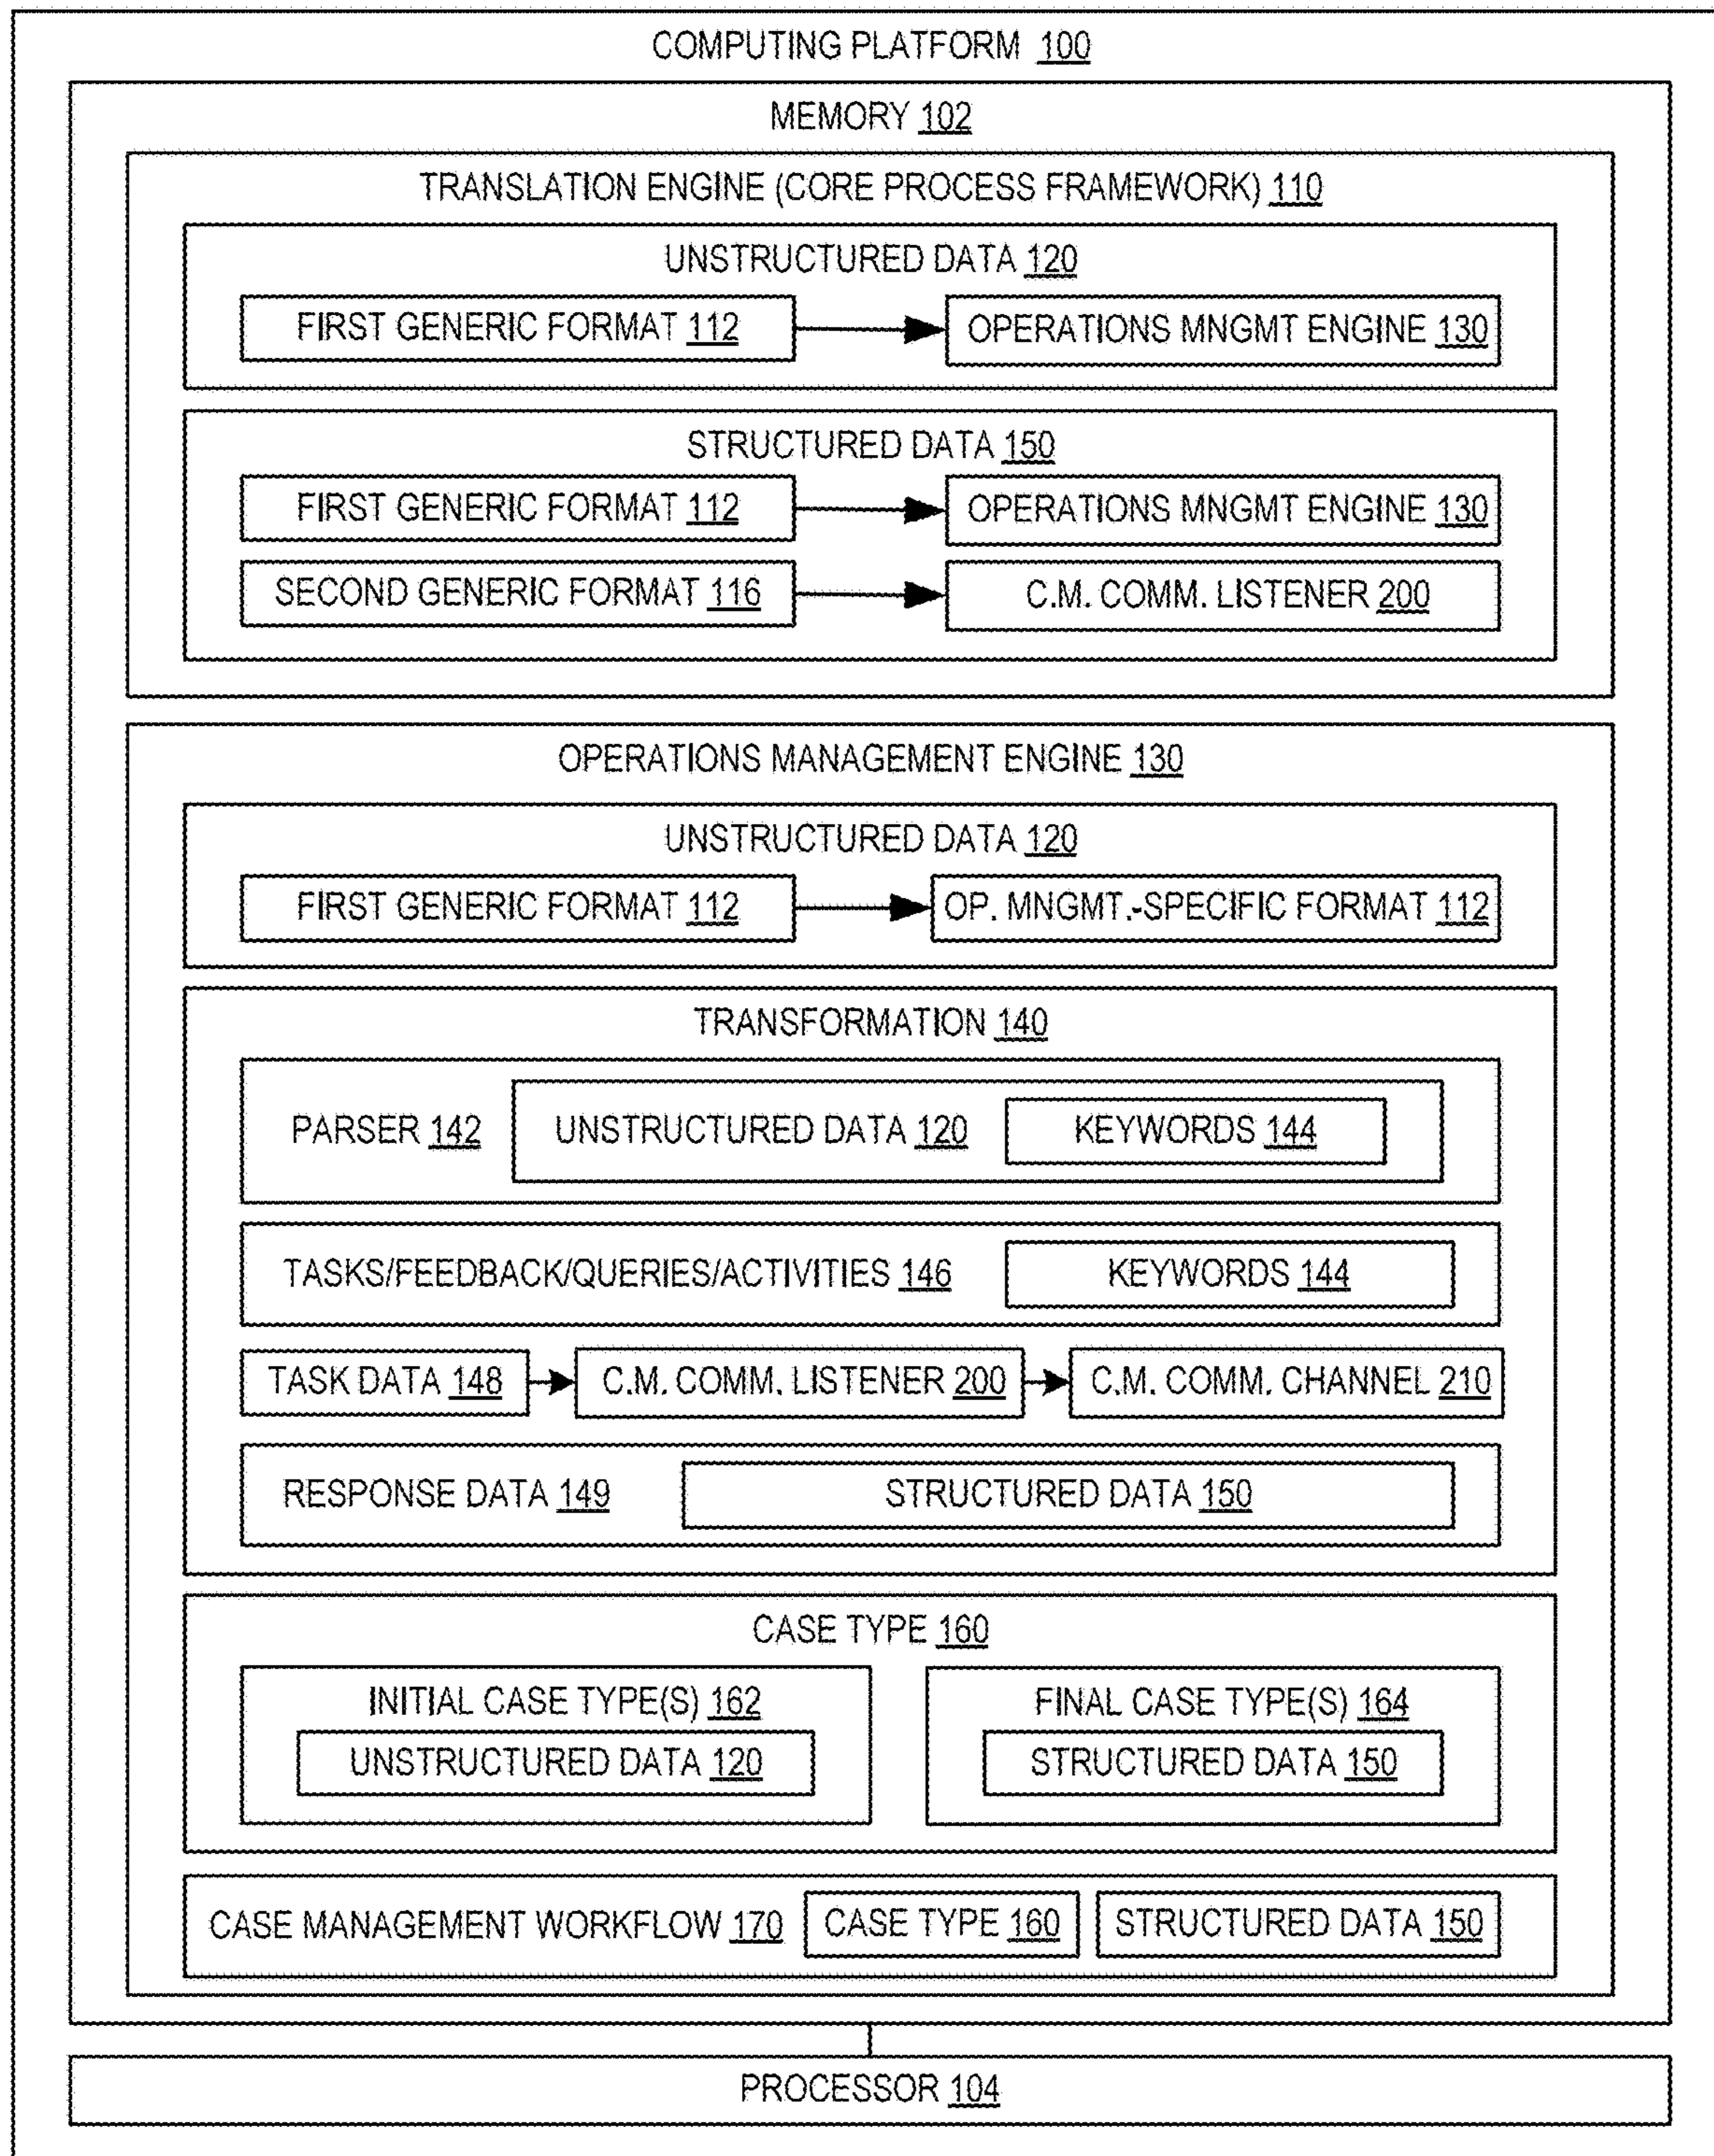 COMPUTING PLATFORM 100
MEMORY 102
TRANSLATION ENGINE (CORE PROCESS FRAMEWORK) 110
UNSTRUCTURED DATA 120
FIRST GENERIC FORMAT 112
OPERATIONS MNGMT ENGINE 130
STRUCTURED DATA 150
FIRST GENERIC FORMAT 112
OPERATIONS MNGMT ENGINE 130
SECOND GENERIC FORMAT 116
C.M. COMM. LISTENER 200
OPERATIONS MANAGEMENT ENGINE 130
UNSTRUCTURED DATA 120
FIRST GENERIC FORMAT 112
OP. MNGMT.-SPECIFIC FORMAT 112
TRANSFORMATION 140
PARSER 142
UNSTRUCTURED DATA 120
KEYWORDS 144
TASKS/FEEDBACK/QUERIES/ACTIVITIES 146
KEYWORDS 144
TASK DATA 148
C.M. COMM. LISTENER 200
C.M. COMM. CHANNEL 210
RESPONSE DATA 149
STRUCTURED DATA 150
CASE TYPE 160
INITIAL CASE TYPE(S) 162
UNSTRUCTURED DATA 120
FINAL CASE TYPE(S) 164
STRUCTURED DATA 150
CASE MANAGEMENT WORKFLOW 170
CASE TYPE 160
STRUCTURED DATA 150
PROCESSOR 104